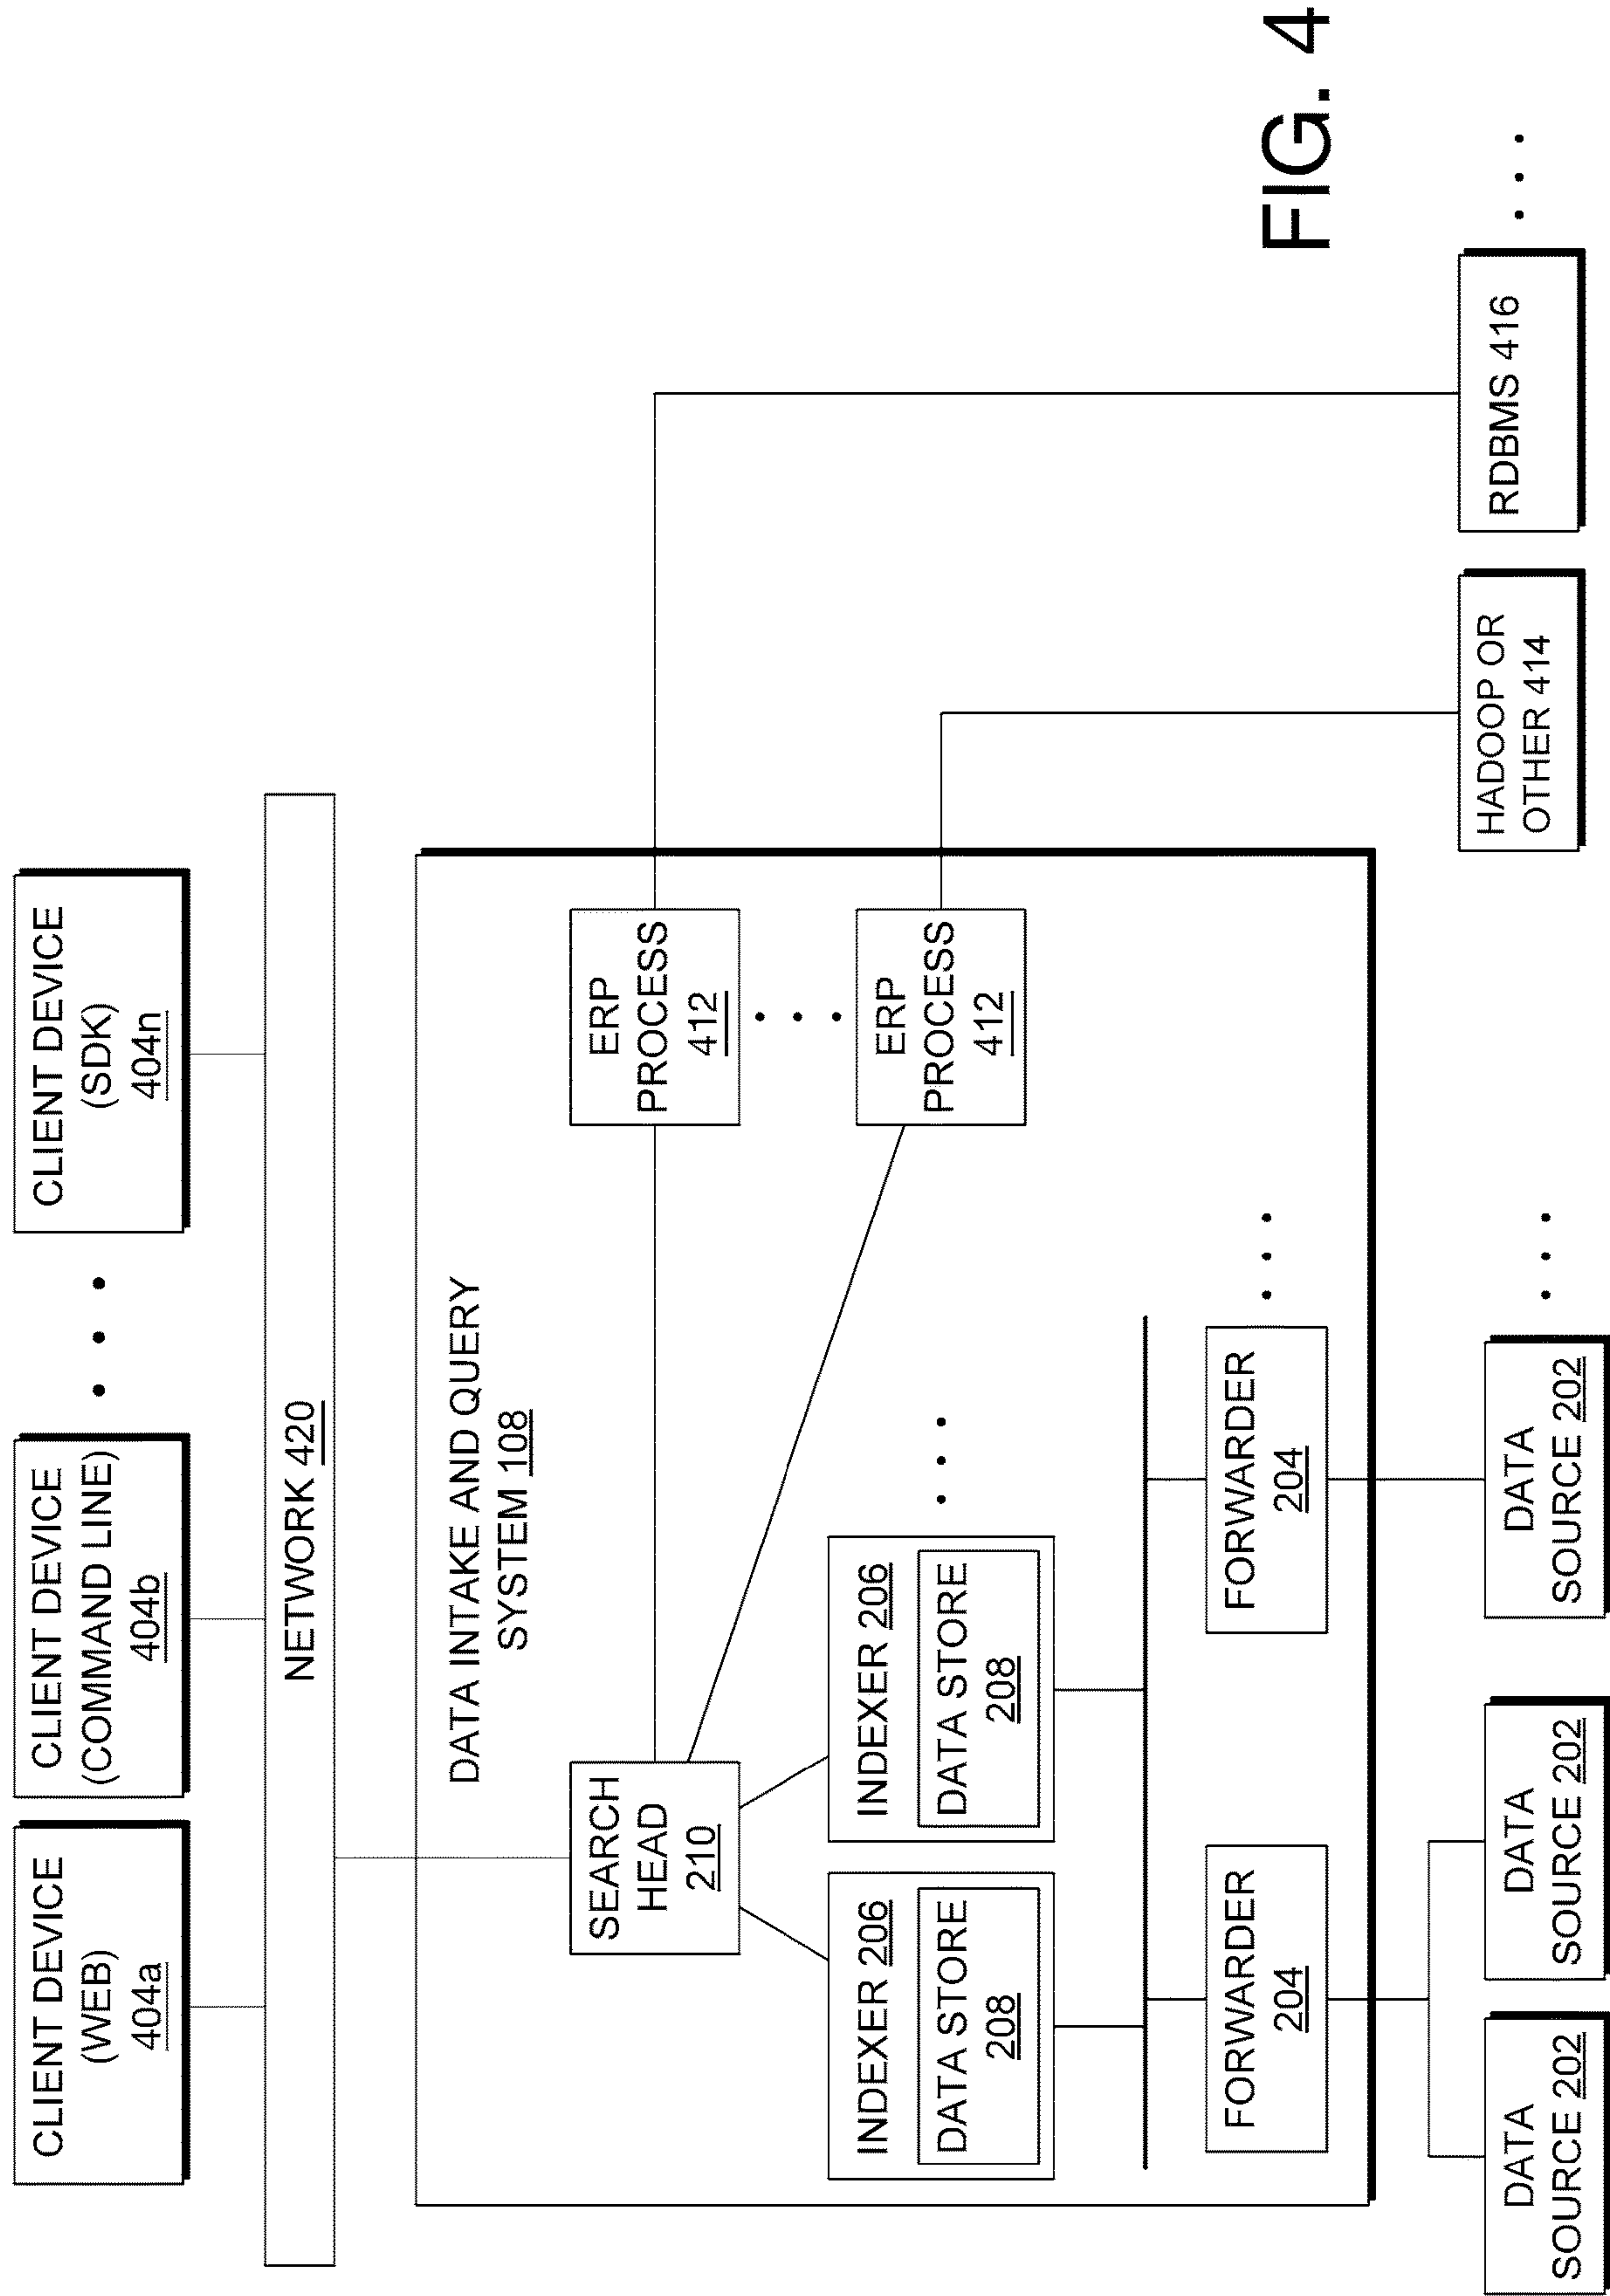 CLIENT DEVICE
(WEB)
404a
CLIENT DEVICE
(COMMAND LINE)
404b
CLIENT DEVICE
(SDK)
404n
NETWORK 420
DATA INTAKE AND QUERY
SYSTEM 108
SEARCH
HEAD
210
ERP
PROCESS
412
ERP
PROCESS
412
INDEXER 206
DATA STORE
208
INDEXER 206
DATA STORE
208
FORWARDER
204
FORWARDER
204
DATA
SOURCE 202
DATA
SOURCE 202
DATA
SOURCE 202
HADOOP OR
OTHER 414
RDBMS 416
FIG. 4